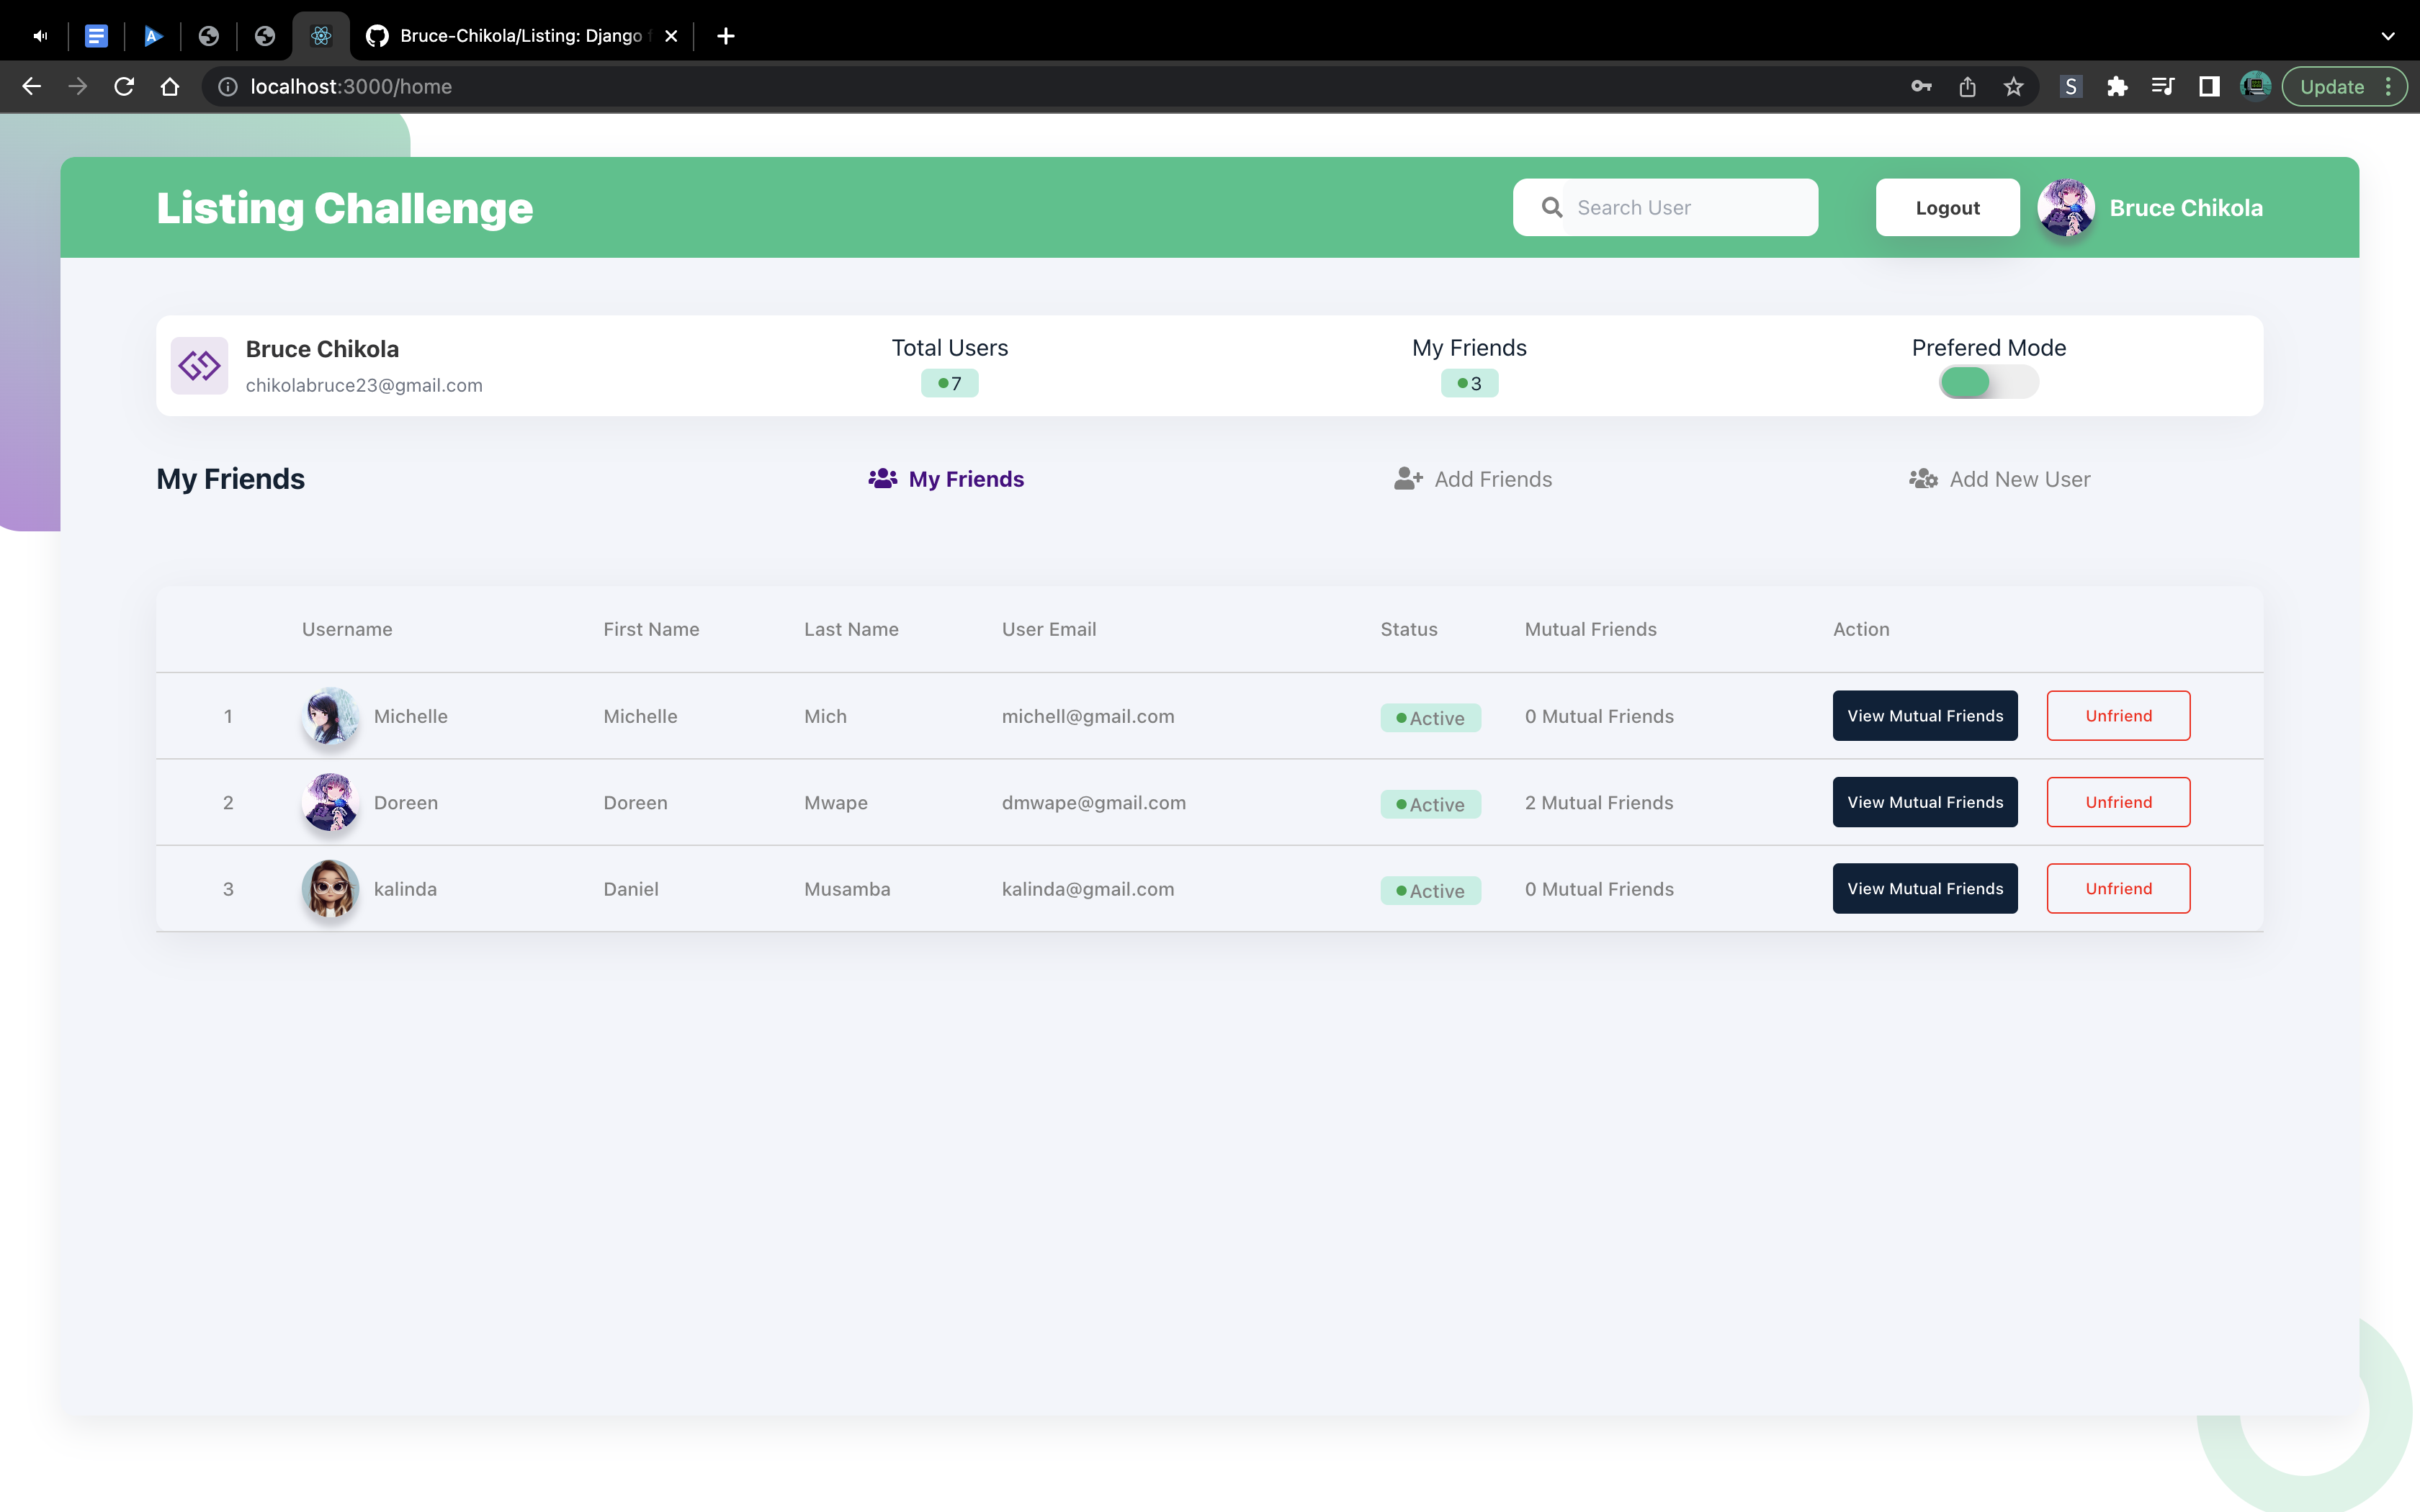 Bruce-Chikola/Listing: Django f
localhost:3000/home
S
Update
Listing Challenge
Search User
Logout
Bruce Chikola
Bruce Chikola
chikolabruce23@gmail.com
Total Users
7
My Friends
3
Prefered Mode
My Friends
My Friends
Add Friends
Add New User
Username First Name Last Name User Email Status Mutual Friends Action
1 Michelle Michelle Mich michell@gmail.com Active 0 Mutual Friends View Mutual Friends Unfriend
2 Doreen Doreen Mwape dmwape@gmail.com Active 2 Mutual Friends View Mutual Friends Unfriend
3 kalinda Daniel Musamba kalinda@gmail.com Active 0 Mutual Friends View Mutual Friends Unfriend